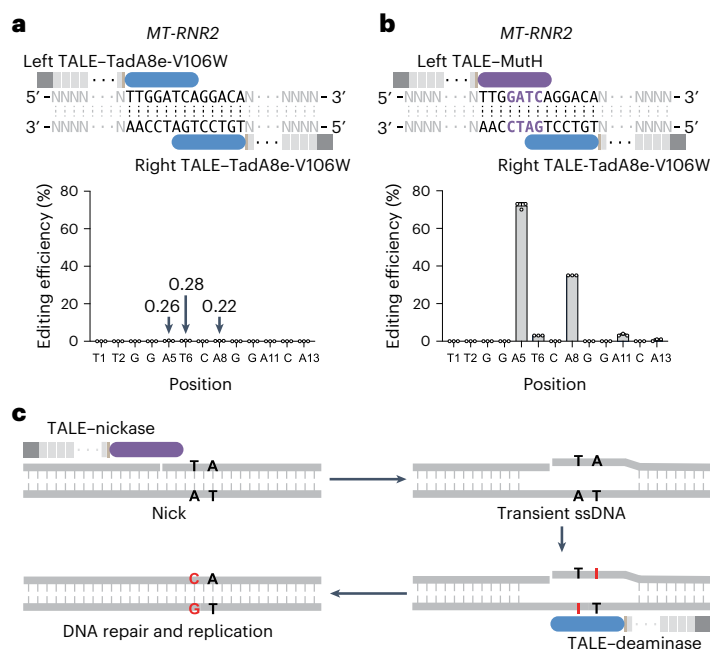 a
MT-RNR2
Left TALE–TadA8e-V106W
5′ –NNNN · · · NTTGGATCAGGACAN · · · NNNN– 3′
3′ –NNNN · · · NAACCTAGTCCTGTN · · · NNNN– 5′
Right TALE–TadA8e-V106W
Editing efficiency (%)
80
60
40
20
0
0.26
0.28
0.22
T1 T2 G G A5 T6 C A8 G G A11 C A13
Position
b
MT-RNR2
Left TALE–MutH
5′ –NNNN · · · NTTGGATCAGGACAN · · · NNNN– 3′
3′ –NNNN · · · NAACCTAGTCCTGTN · · · NNNN– 5′
Right TALE-TadA8e-V106W
Editing efficiency (%)
80
60
40
20
0
T1 T2 G G A5 T6 C A8 G G A11 C A13
Position
c
TALE–nickase
T A
A T
Nick
T A
A T
Transient ssDNA
T I
I T
TALE–deaminase
C A
G T
DNA repair and replication